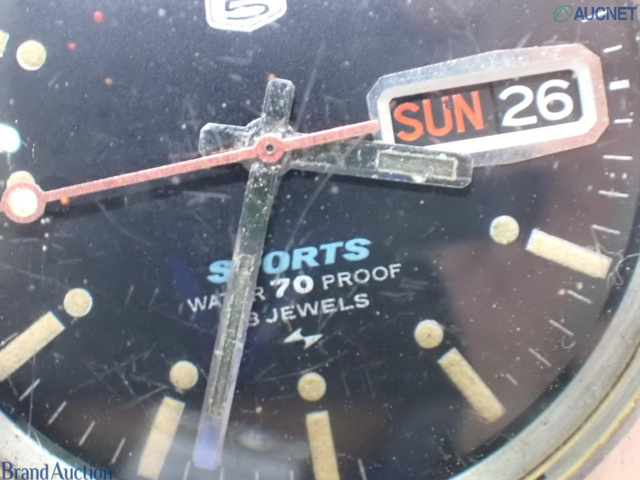 5
AUCNET
SUN 26
SPORTS
WATER 70 PROOF
JEWELS
BrandAuction